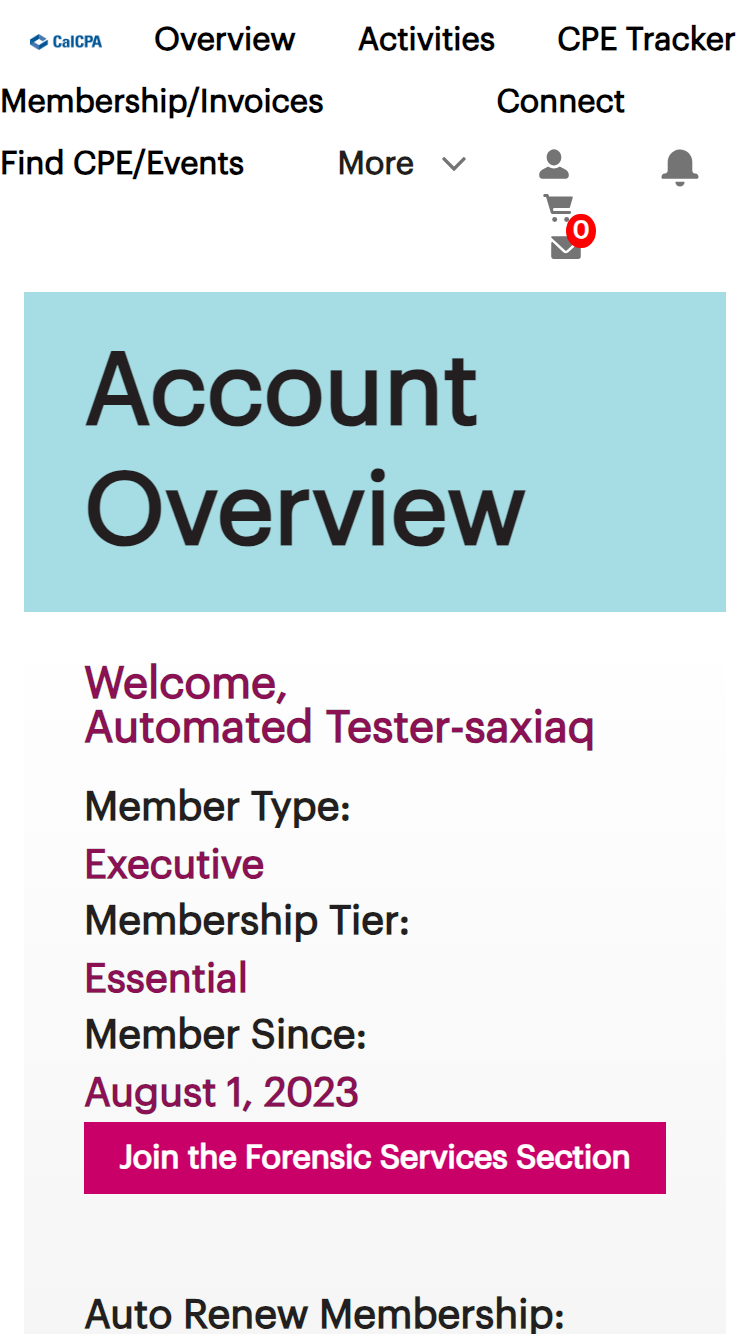 CalCPA Overview Activities CPE Tracker
Membership/Invoices Connect
Find CPE/Events More
0
Account
Overview
Welcome,
Automated Tester-saxiaq
Member Type:
Executive
Membership Tier:
Essential
Member Since:
August 1, 2023
Join the Forensic Services Section
Auto Renew Membership: